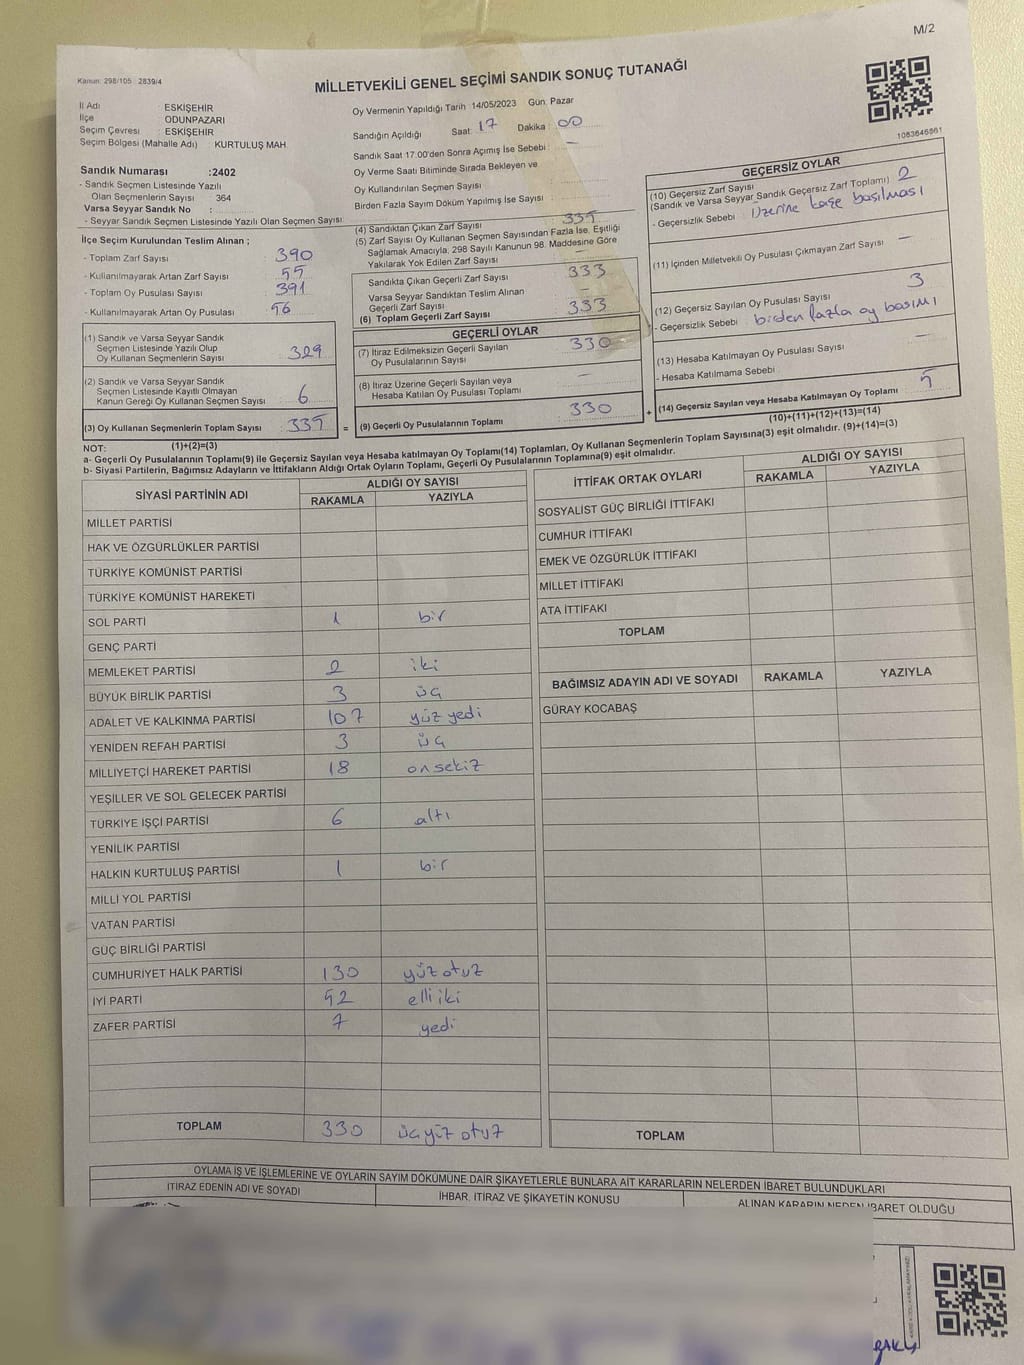 M/2
Kanun: 298/105 2839/4
MİLLETVEKİLİ GENEL SEÇİMİ SANDIK SONUÇ TUTANAĞI
1083646961
İl Adı ESKİŞEHİR
İlçe ODUNPAZARI
Seçim Çevresi : ESKİŞEHİR
Seçim Bölgesi (Mahalle Adı) KURTULUŞ MAH.
Sandık Numarası :2402
- Sandık Seçmen Listesinde Yazılı
Olan Seçmenlerin Sayısı 364
Varsa Seyyar Sandık No :
- Seyyar Sandık Seçmen Listesinde Yazılı Olan Seçmen Sayısı
Oy Vermenin Yapıldığı Tarih 14/05/2023 Gün: Pazar
Sandığın Açıldığı Saat: 17 Dakika : 00
Sandık Saat 17:00'den Sonra Açımış İse Sebebi : –
Oy Verme Saati Bitiminde Sırada Bekleyen ve
Oy Kullandırılan Seçmen Sayısı
Birden Fazla Sayım Döküm Yapılmış İse Sayısı :
İlçe Seçim Kurulundan Teslim Alınan ;
- Toplam Zarf Sayısı 390
- Kullanılmayarak Artan Zarf Sayısı 55
- Toplam Oy Pusulası Sayısı 391
- Kullanılmayarak Artan Oy Pusulası 56
(1) Sandık ve Varsa Seyyar Sandık
Seçmen Listesinde Yazılı Olup
Oy Kullanan Seçmenlerin Sayısı 329
(2) Sandık ve Varsa Seyyar Sandık
Seçmen Listesinde Kayıtlı Olmayan
Kanun Gereği Oy Kullanan Seçmen Sayısı 6
(3) Oy Kullanan Seçmenlerin Toplam Sayısı 335 =
(1)+(2)=(3)
(4) Sandıktan Çıkan Zarf Sayısı 335
(5) Zarf Sayısı Oy Kullanan Seçmen Sayısından Fazla İse, Eşitliği
Sağlamak Amacıyla, 298 Sayılı Kanunun 98. Maddesine Göre
Yakılarak Yok Edilen Zarf Sayısı –
Sandıkta Çıkan Geçerli Zarf Sayısı 333
Varsa Seyyar Sandıktan Teslim Alınan
Geçerli Zarf Sayısı –
(6) Toplam Geçerli Zarf Sayısı 333
GEÇERLİ OYLAR
(7) İtiraz Edilmeksizin Geçerli Sayılan
Oy Pusulalarının Sayısı 330
(8) İtiraz Üzerine Geçerli Sayılan veya
Hesaba Katılan Oy Pusulası Toplamı –
(9) Geçerli Oy Pusulalarının Toplamı 330 +
GEÇERSİZ OYLAR
(10) Geçersiz Zarf Sayısı
(Sandık ve Varsa Seyyar Sandık Geçersiz Zarf Toplamı) 2
- Geçersizlik Sebebi : Üzerine kaşe basılması
(11) İçinden Milletvekili Oy Pusulası Çıkmayan Zarf Sayısı –
(12) Geçersiz Sayılan Oy Pusulası Sayısı 3
- Geçersizlik Sebebi : birden fazla oy basımı
(13) Hesaba Katılmayan Oy Pusulası Sayısı –
- Hesaba Katılmama Sebebi
(14) Geçersiz Sayılan veya Hesaba Katılmayan Oy Toplamı 5
(10)+(11)+(12)+(13)=(14)
NOT:
a- Geçerli Oy Pusulaları Toplamı(9) ile Geçersiz Sayılan veya Hesaba katılmayan Oy Toplamı(14) Toplamları, Oy Kullanan Seçmenlerin Toplam Sayısına(3) eşit olmalıdır. (9)+(14)=(3)
b- Siyasi Partilerin, Bağımsız Adayların ve İttifakların Aldığı Ortak Oyların Toplamı, Geçerli Oy Pusulalarının Toplamına(9) eşit olmalıdır.
SİYASİ PARTİNİN ADI ALDIĞI OY SAYISI
RAKAMLA YAZIYLA
MİLLET PARTİSİ
HAK VE ÖZGÜRLÜKLER PARTİSİ
TÜRKİYE KOMÜNİST PARTİSİ
TÜRKİYE KOMÜNİST HAREKETİ
SOL PARTİ 1 bir
GENÇ PARTİ
MEMLEKET PARTİSİ 2 iki
BÜYÜK BİRLİK PARTİSİ 3 üç
ADALET VE KALKINMA PARTİSİ 107 yüz yedi
YENİDEN REFAH PARTİSİ 3 üç
MİLLİYETÇİ HAREKET PARTİSİ 18 onsekiz
YEŞİLLER VE SOL GELECEK PARTİSİ
TÜRKİYE İŞÇİ PARTİSİ 6 altı
YENİLİK PARTİSİ
HALKIN KURTULUŞ PARTİSİ 1 bir
MİLLİ YOL PARTİSİ
VATAN PARTİSİ
GÜÇ BİRLİĞİ PARTİSİ
CUMHURİYET HALK PARTİSİ 130 yüz otuz
İYİ PARTİ 52 elli iki
ZAFER PARTİSİ 7 yedi
TOPLAM 330 üçyüz otuz
İTTİFAK ORTAK OYLARI ALDIĞI OY SAYISI
RAKAMLA YAZIYLA
SOSYALİST GÜÇ BİRLİĞİ İTTİFAKI
CUMHUR İTTİFAKI
EMEK VE ÖZGÜRLÜK İTTİFAKI
MİLLET İTTİFAKI
ATA İTTİFAKI
TOPLAM
BAĞIMSIZ ADAYIN ADI VE SOYADI RAKAMLA YAZIYLA
GÜRAY KOCABAŞ
TOPLAM
OYLAMA İŞ VE İŞLEMLERİNE VE OYLARIN SAYIM DÖKÜMÜNE DAİR ŞİKAYETLERLE BUNLARA AİT KARARLARIN NELERDEN İBARET BULUNDUKLARI
İTİRAZ EDENİN ADI VE SOYADI İHBAR, İTİRAZ VE ŞİKAYETİN KONUSU ALINAN KARARIN NEDEN İBARET OLDUĞU